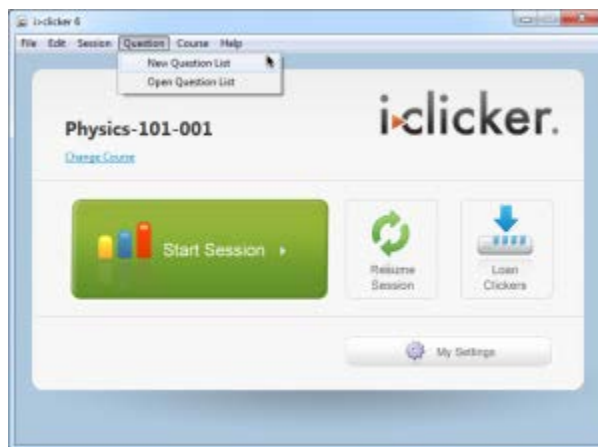 i>clicker 6
File Edit Session Question Course Help
New Question List
Open Question List
i>clicker.
Physics-101-001
Change Course
Start Session
Resume Session
Loan Clickers
My Settings